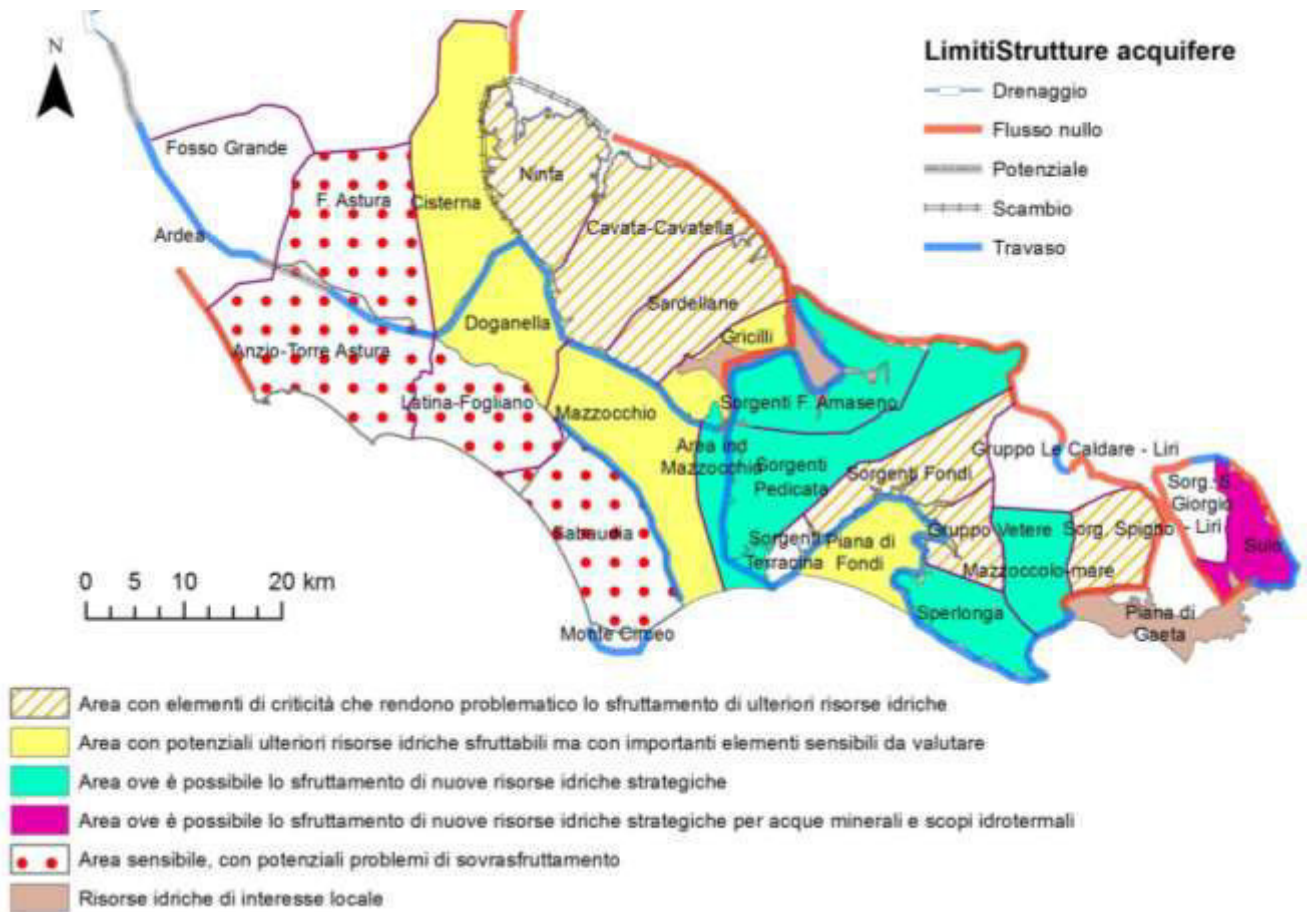 N
LimitiStrutture acquifere
Drenaggio
Flusso nullo
Potenziale
Scambio
Travaso
Fosso Grande
F. Astura
Cisterna
Ninfa
Ardea
Cavata-Cavatella
Sardellane
Doganella
Gricilli
Anzio-Torre Astura
Latina-Fogliano
Mazzocchio
Sorgenti F. Amaseno
Area ind
Mazzocchio
Sorgenti
Pedicata
Sorgenti Fondi
Gruppo Le Caldare - Liri
Sorg. S.
Giorgio
- Liri
Sabaudia
Sorgenti
Terracina
Piana di
Fondi
Gruppo Vetere
Sorg. Spigno
Suio
Mazzoccolo-mare
Sperlonga
Piana di
Gaeta
Monte Circeo
0 5 10 20 km
Area con elementi di criticità che rendono problematico lo sfruttamento di ulteriori risorse idriche
Area con potenziali ulteriori risorse idriche sfruttabili ma con importanti elementi sensibili da valutare
Area ove è possibile lo sfruttamento di nuove risorse idriche strategiche
Area ove è possibile lo sfruttamento di nuove risorse idriche strategiche per acque minerali e scopi idrotermali
Area sensibile, con potenziali problemi di sovrasfruttamento
Risorse idriche di interesse locale